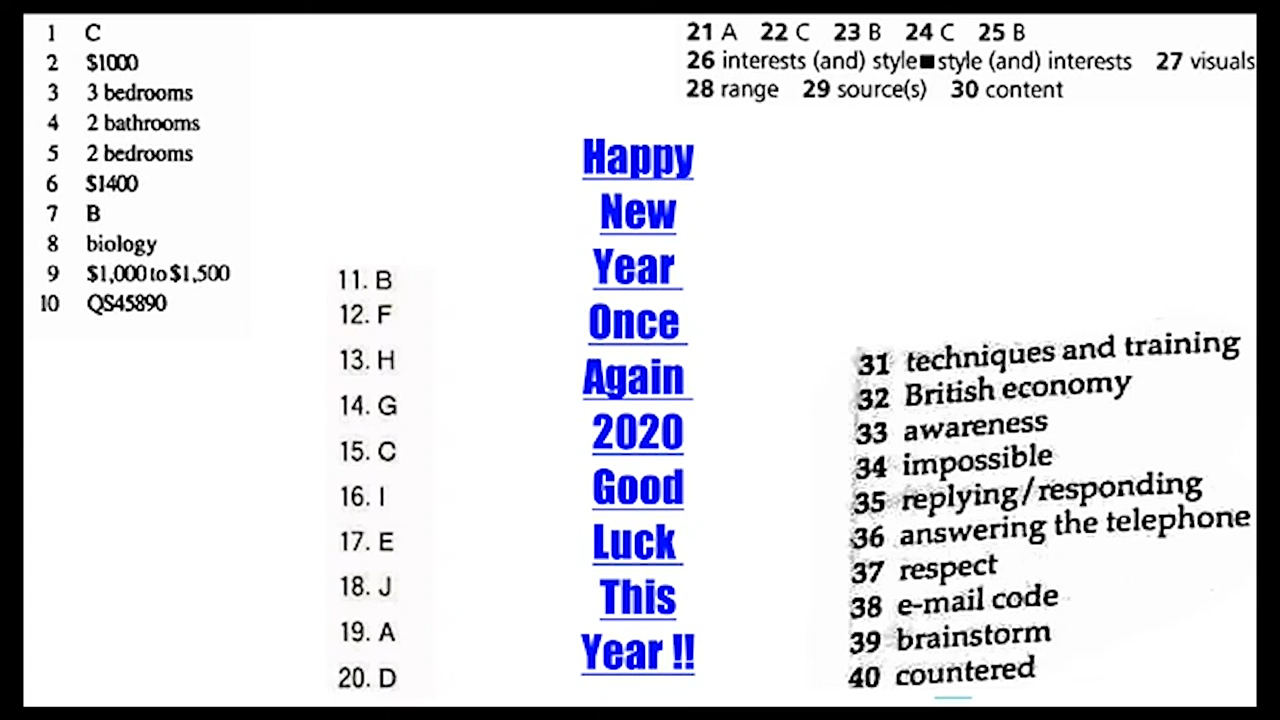 1 C
2 $1000
3 3 bedrooms
4 2 bathrooms
5 2 bedrooms
6 $1400
7 B
8 biology
9 $1,000 to $1,500
10 QS45890
11. B
12. F
13. H
14. G
15. C
16. I
17. E
18. J
19. A
20. D
Happy
New
Year
Once
Again
2020
Good
Luck
This
Year !!
21 A 22 C 23 B 24 C 25 B
26 interests (and) style■style (and) interests 27 visuals
28 range 29 source(s) 30 content
31 techniques and training
32 British economy
33 awareness
34 impossible
35 replying/responding
36 answering the telephone
37 respect
38 e-mail code
39 brainstorm
40 countered